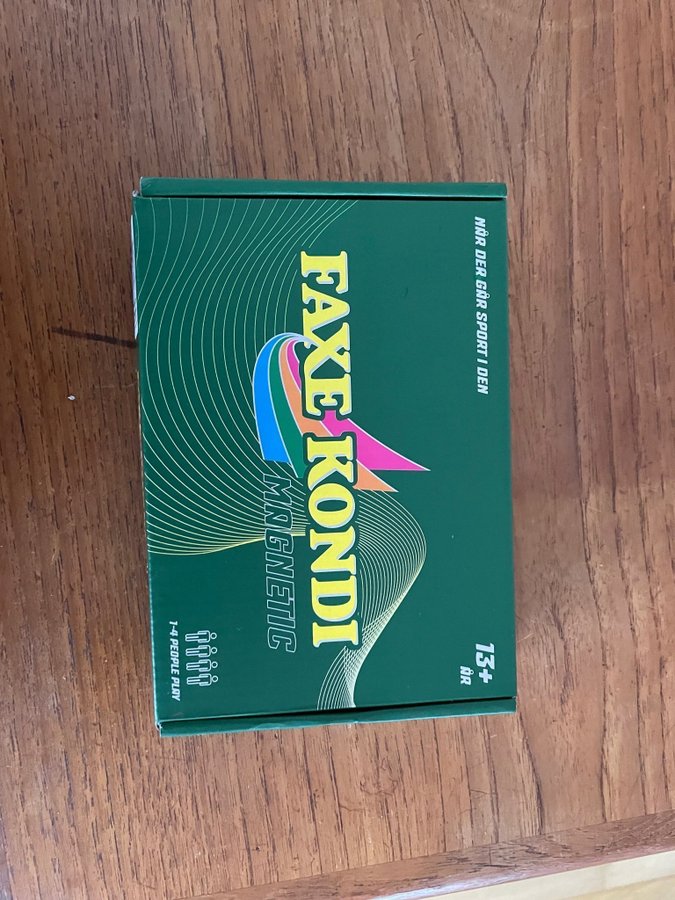 NÅR DER GÅR SPORT I DEN
13+
ÅR
FAXE KONDI
MAGNETIC
1-4 PEOPLE PLAY